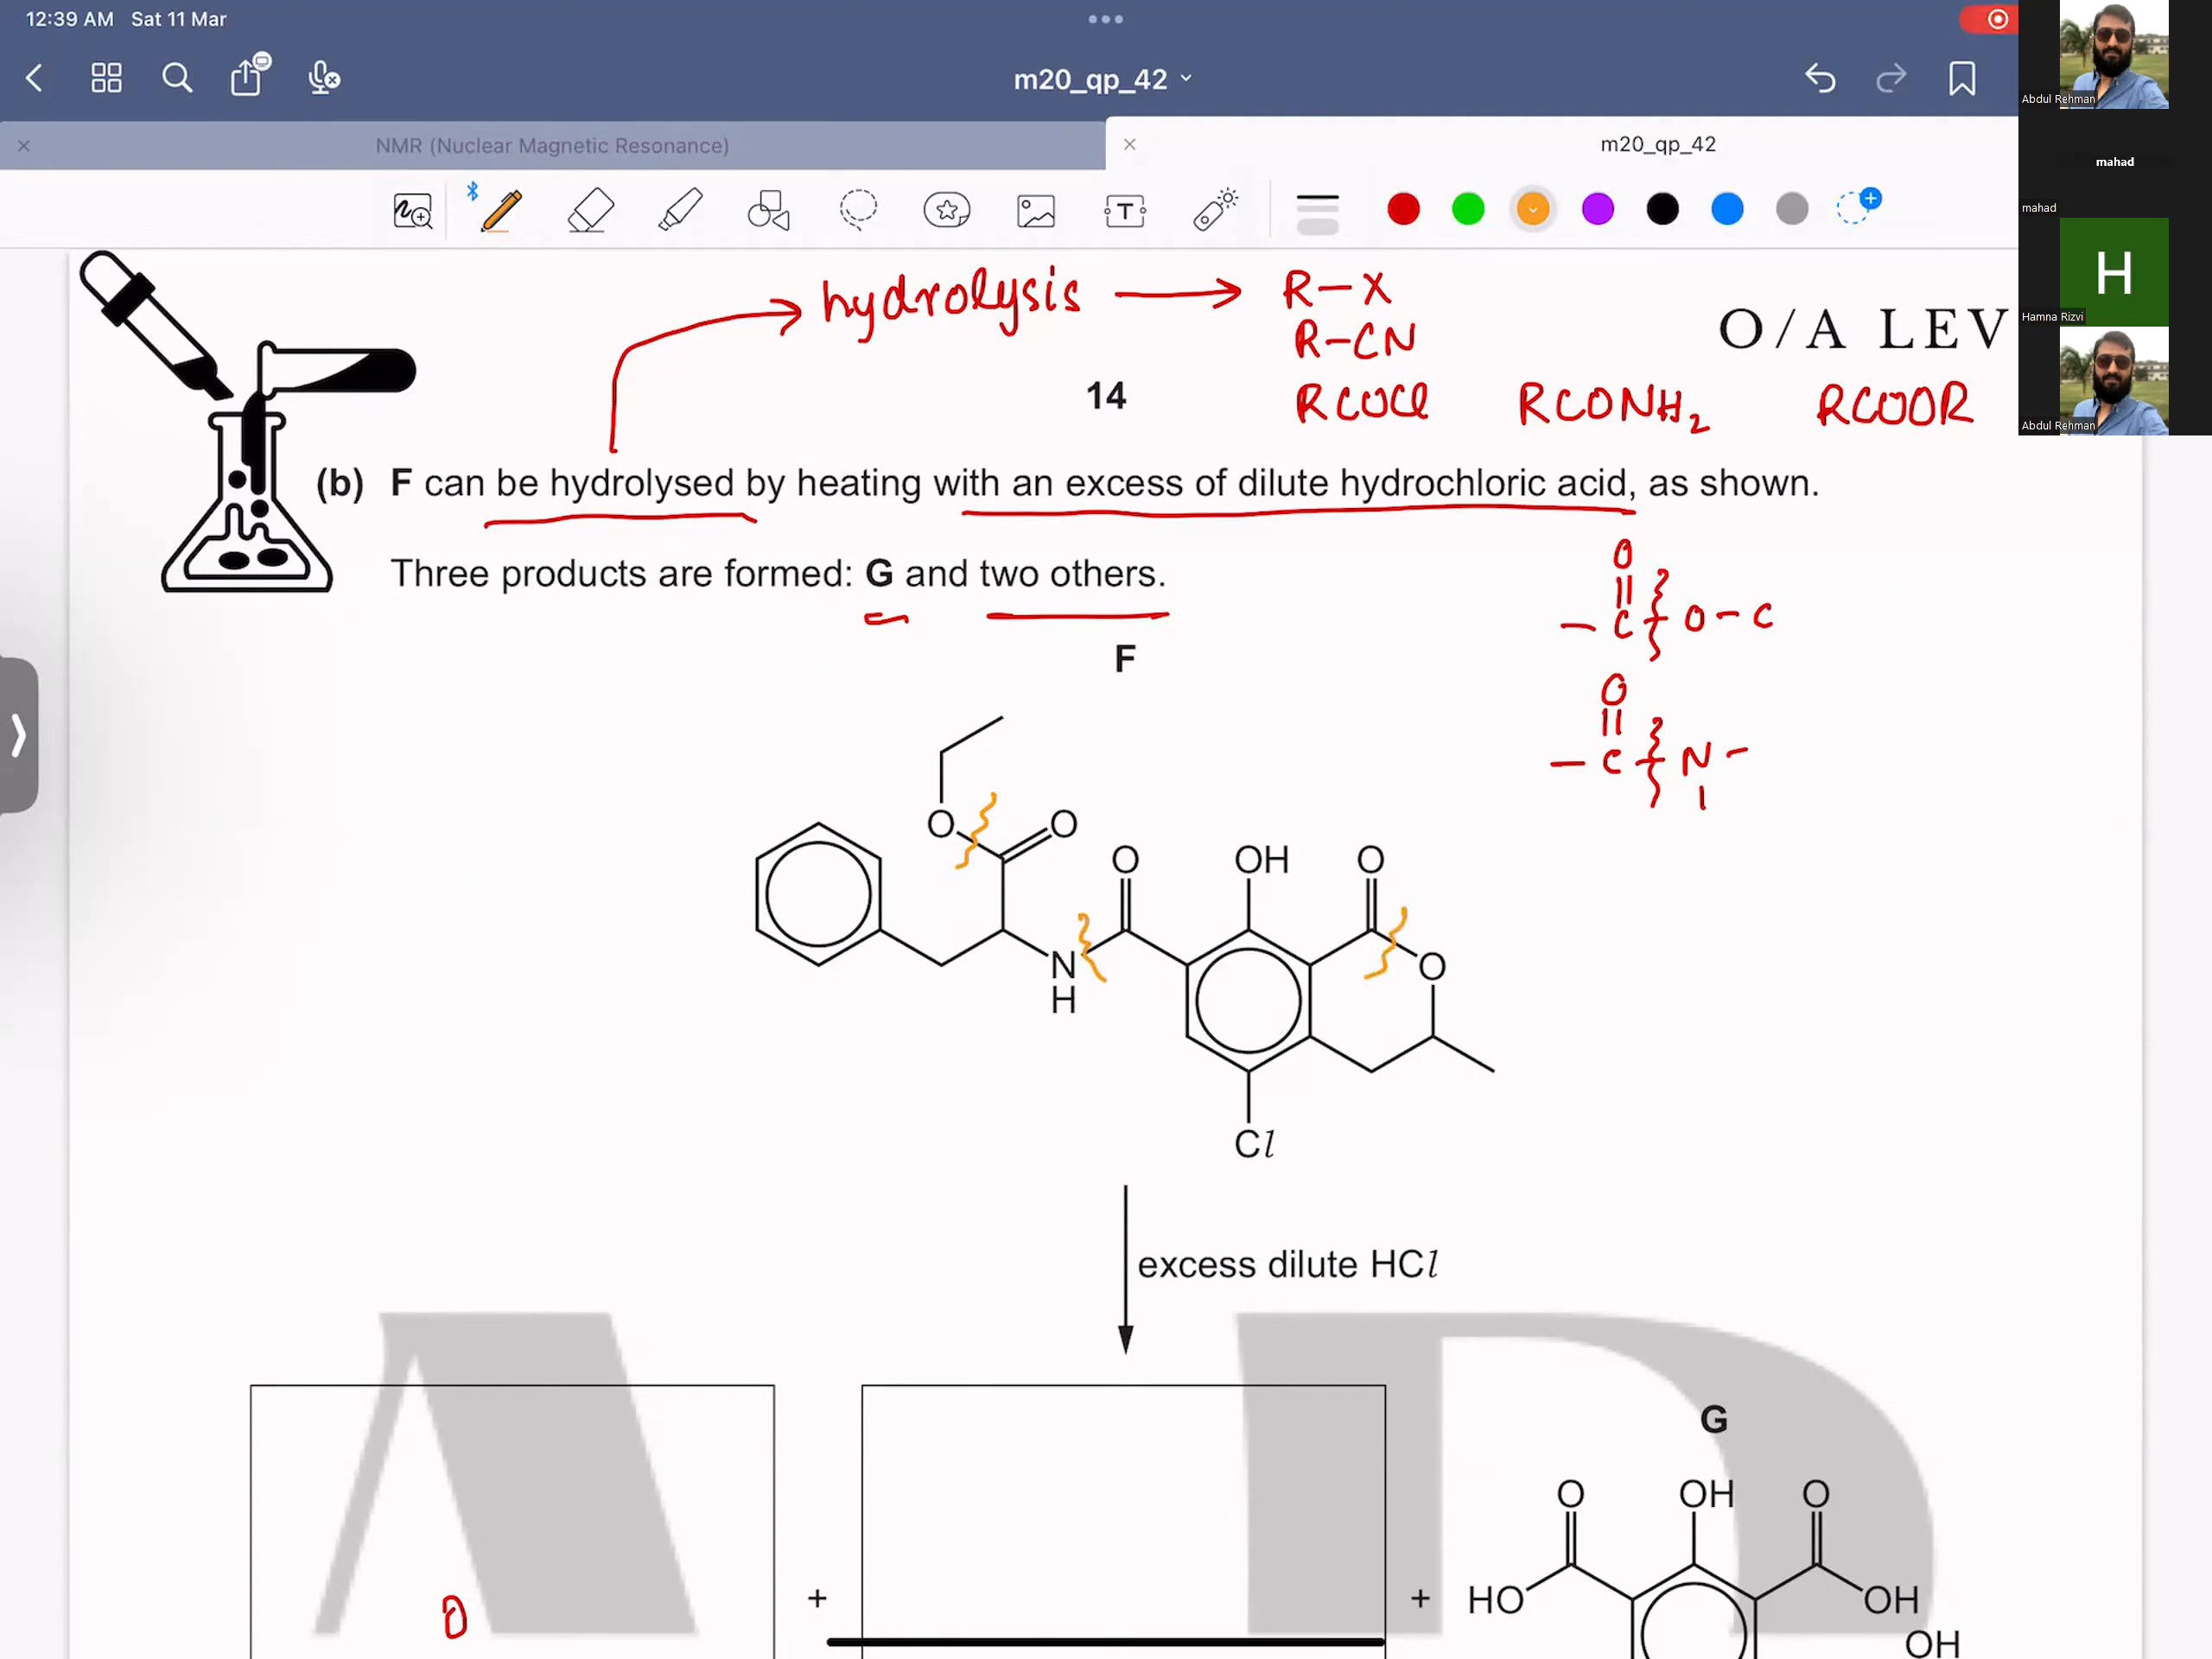 12:39 AM Sat 11 Mar
m20_qp_42
Abdul Rehman
NMR (Nuclear Magnetic Resonance)
m20_qp_42
mahad
mahad
T
H
Hamna Rizvi
hydrolysis → R-X
R-CN
O/A LEV
14
RCOCl RCONH2 RCOOR
Abdul Rehman
(b) F can be hydrolysed by heating with an excess of dilute hydrochloric acid, as shown.
Three products are formed: G and two others.
O
- C O - C
O
- C N -
F
O O
O OH O
N O
H
Cl
excess dilute HCl
G
O OH O
+ + HO OH
O
OH